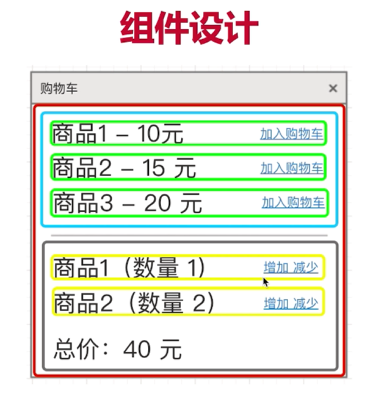 组件设计
购物车 ×
商品1 – 10元 加入购物车
商品2 – 15 元 加入购物车
商品3 – 20 元 加入购物车
商品1（数量 1） 增加 减少
商品2（数量 2） 增加 减少
总价：40 元